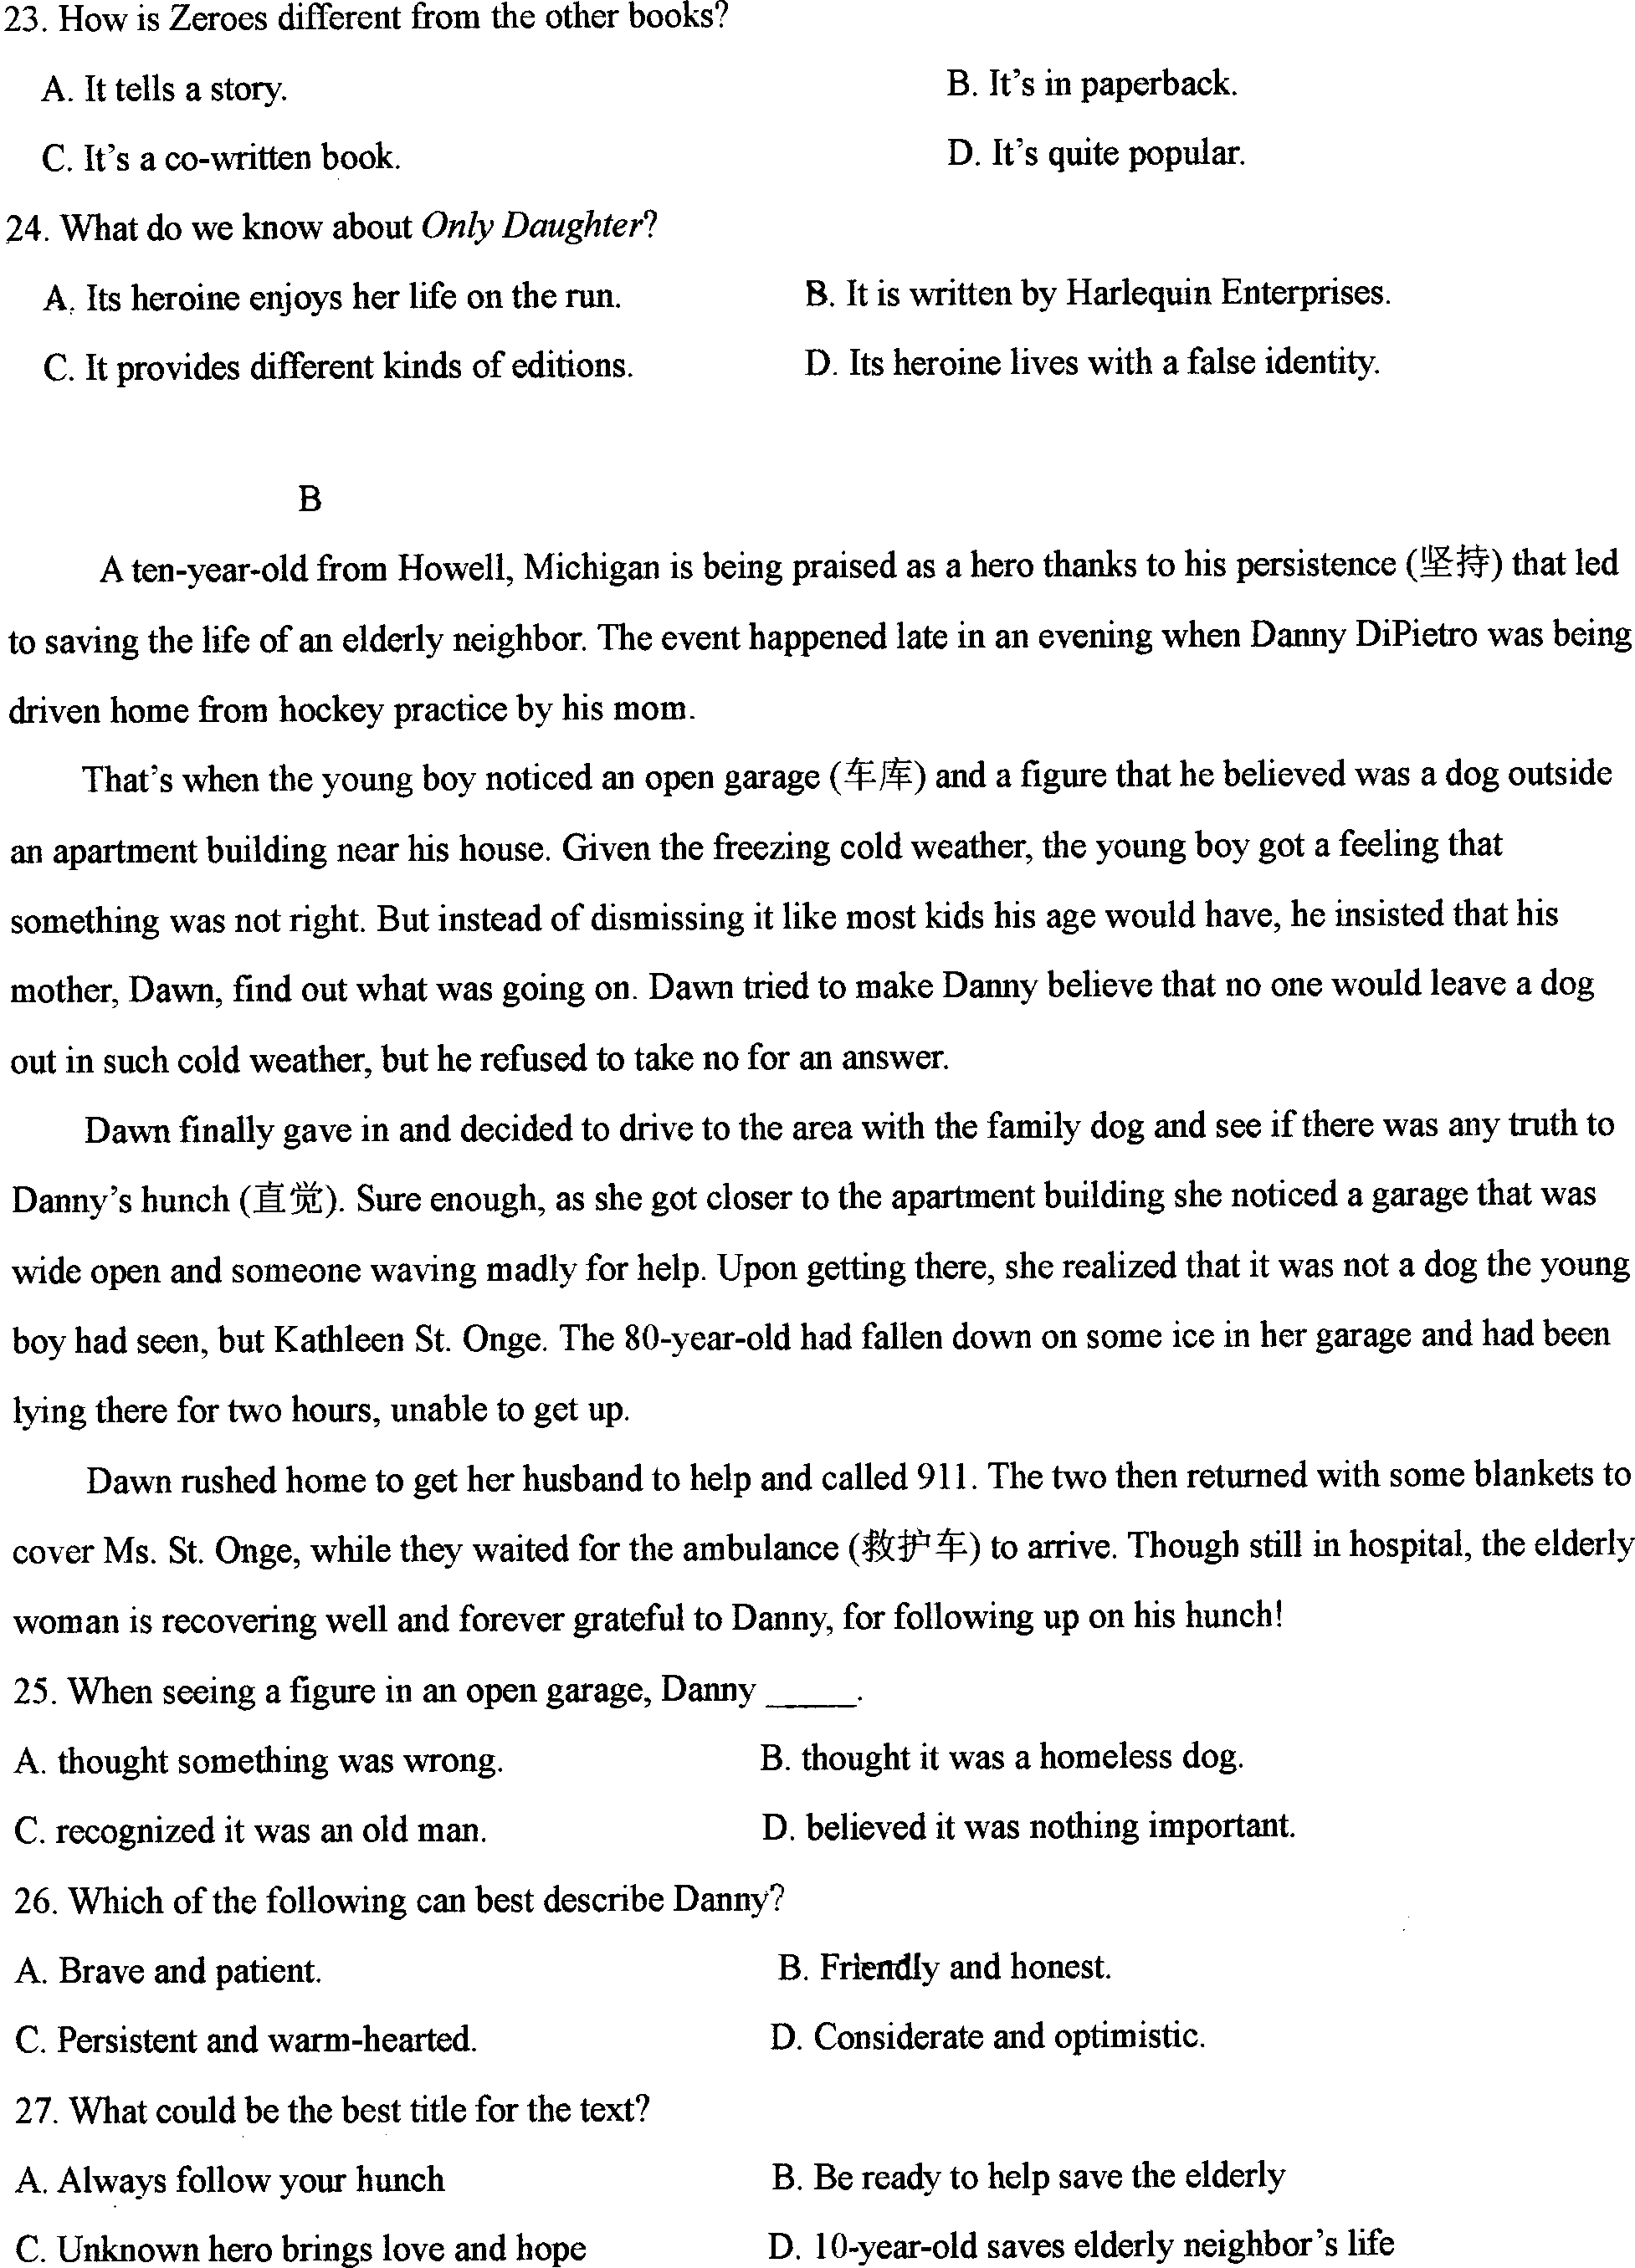 23. How is Zeroes different from the other books?
A. It tells a story. B. It's in paperback.
C. It's a co-written book. D. It's quite popular.
24. What do we know about Only Daughter?
A. Its heroine enjoys her life on the run. B. It is written by Harlequin Enterprises.
C. It provides different kinds of editions. D. Its heroine lives with a false identity.
B
A ten-year-old from Howell, Michigan is being praised as a hero thanks to his persistence (坚持) that led
to saving the life of an elderly neighbor. The event happened late in an evening when Danny DiPietro was being
driven home from hockey practice by his mom.
That's when the young boy noticed an open garage (车库) and a figure that he believed was a dog outside
an apartment building near his house. Given the freezing cold weather, the young boy got a feeling that
something was not right. But instead of dismissing it like most kids his age would have, he insisted that his
mother, Dawn, find out what was going on. Dawn tried to make Danny believe that no one would leave a dog
out in such cold weather, but he refused to take no for an answer.
Dawn finally gave in and decided to drive to the area with the family dog and see if there was any truth to
Danny's hunch (直觉). Sure enough, as she got closer to the apartment building she noticed a garage that was
wide open and someone waving madly for help. Upon getting there, she realized that it was not a dog the young
boy had seen, but Kathleen St. Onge. The 80-year-old had fallen down on some ice in her garage and had been
lying there for two hours, unable to get up.
Dawn rushed home to get her husband to help and called 911. The two then returned with some blankets to
cover Ms. St. Onge, while they waited for the ambulance (救护车) to arrive. Though still in hospital, the elderly
woman is recovering well and forever grateful to Danny, for following up on his hunch!
25. When seeing a figure in an open garage, Danny _____.
A. thought something was wrong. B. thought it was a homeless dog.
C. recognized it was an old man. D. believed it was nothing important.
26. Which of the following can best describe Danny?
A. Brave and patient. B. Friendly and honest.
C. Persistent and warm-hearted. D. Considerate and optimistic.
27. What could be the best title for the text?
A. Always follow your hunch B. Be ready to help save the elderly
C. Unknown hero brings love and hope D. 10-year-old saves elderly neighbor's life